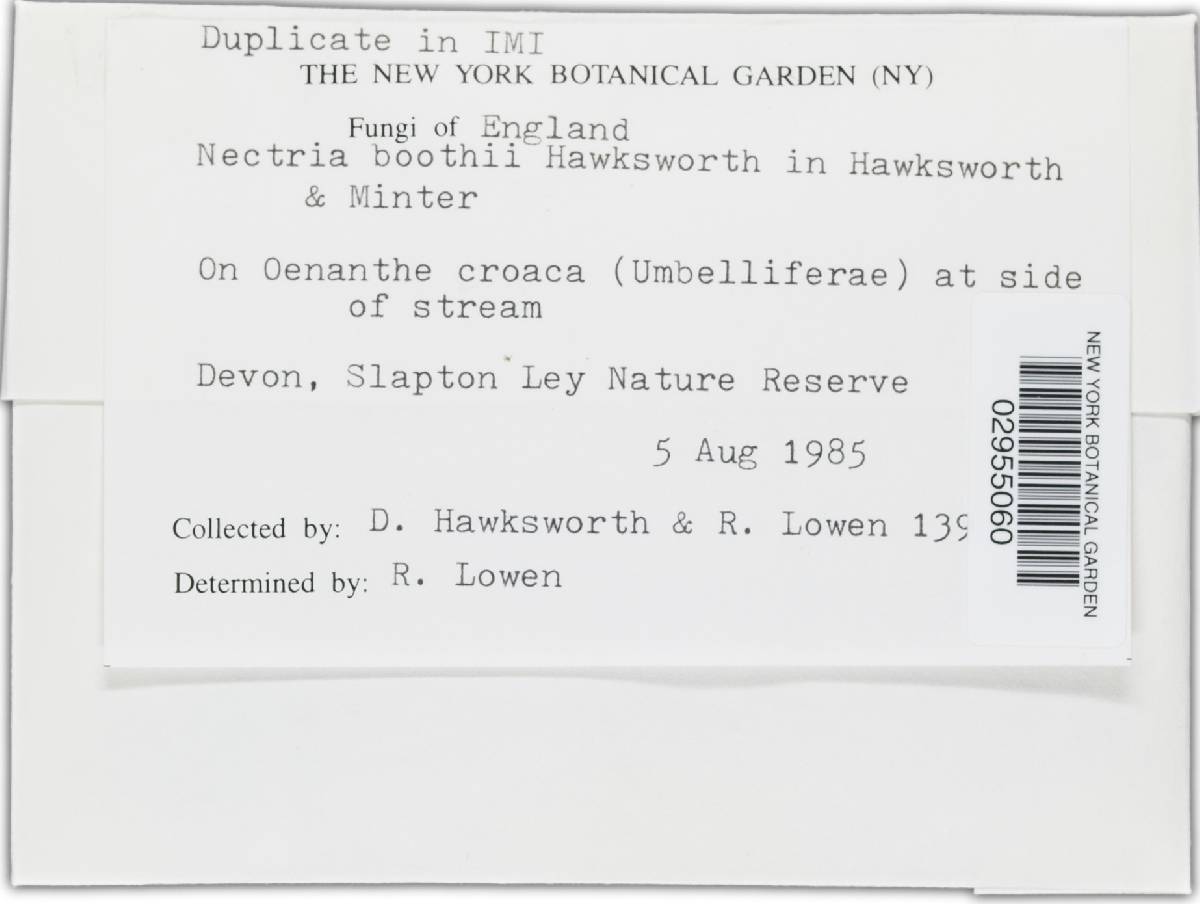 Duplicate in IMI
THE NEW YORK BOTANICAL GARDEN (NY)
Fungi of England
Nectria boothii Hawksworth in Hawksworth
& Minter
On Oenanthe croaca (Umbelliferae) at side
of stream
Devon, Slapton Ley Nature Reserve
5 Aug 1985
Collected by: D. Hawksworth & R. Lowen 139
Determined by: R. Lowen
NEW YORK BOTANICAL GARDEN
02955060